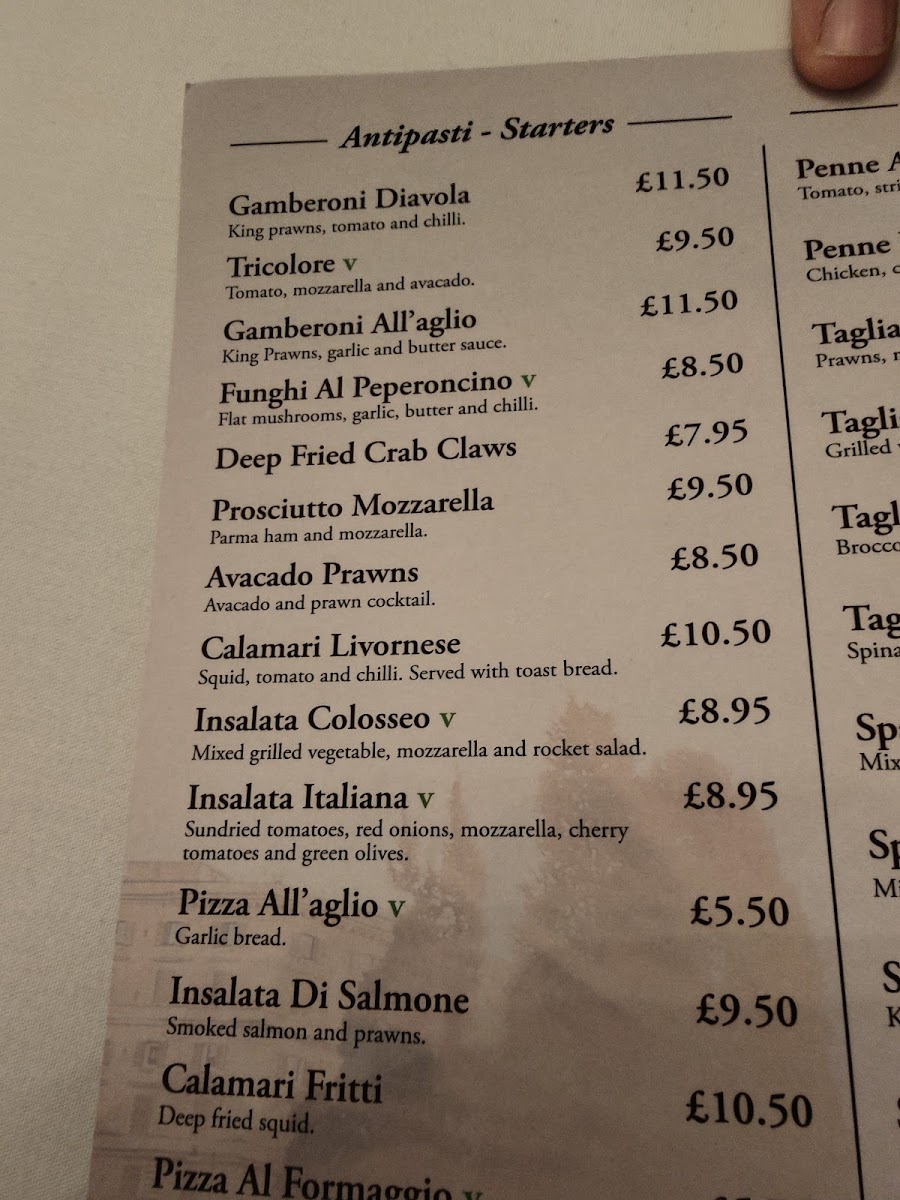 Antipasti - Starters
Gamberoni Diavola £11.50
King prawns, tomato and chilli.
Tricolore v £9.50
Tomato, mozzarella and avacado.
Gamberoni All'aglio £11.50
King Prawns, garlic and butter sauce.
Funghi Al Peperoncino v £8.50
Flat mushrooms, garlic, butter and chilli.
Deep Fried Crab Claws £7.95
Prosciutto Mozzarella £9.50
Parma ham and mozzarella.
Avacado Prawns £8.50
Avacado and prawn cocktail.
Calamari Livornese £10.50
Squid, tomato and chilli. Served with toast bread.
Insalata Colosseo v £8.95
Mixed grilled vegetable, mozzarella and rocket salad.
Insalata Italiana v £8.95
Sundried tomatoes, red onions, mozzarella, cherry
tomatoes and green olives.
Pizza All'aglio v £5.50
Garlic bread.
Insalata Di Salmone £9.50
Smoked salmon and prawns.
Calamari Fritti £10.50
Deep fried squid.
Pizza Al Formaggio v
Penne
Tomato,
Penne
Chicken,
Prawns,
Grilled